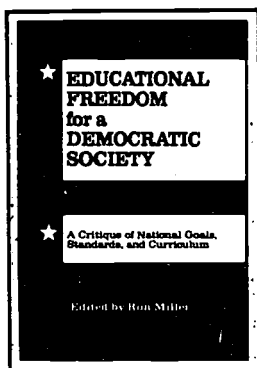 EDUCATIONAL
FREEDOM
for a
DEMOCRATIC
SOCIETY
A Critique of National Goals,
Standards, and Curriculum
Edited by Ron Miller